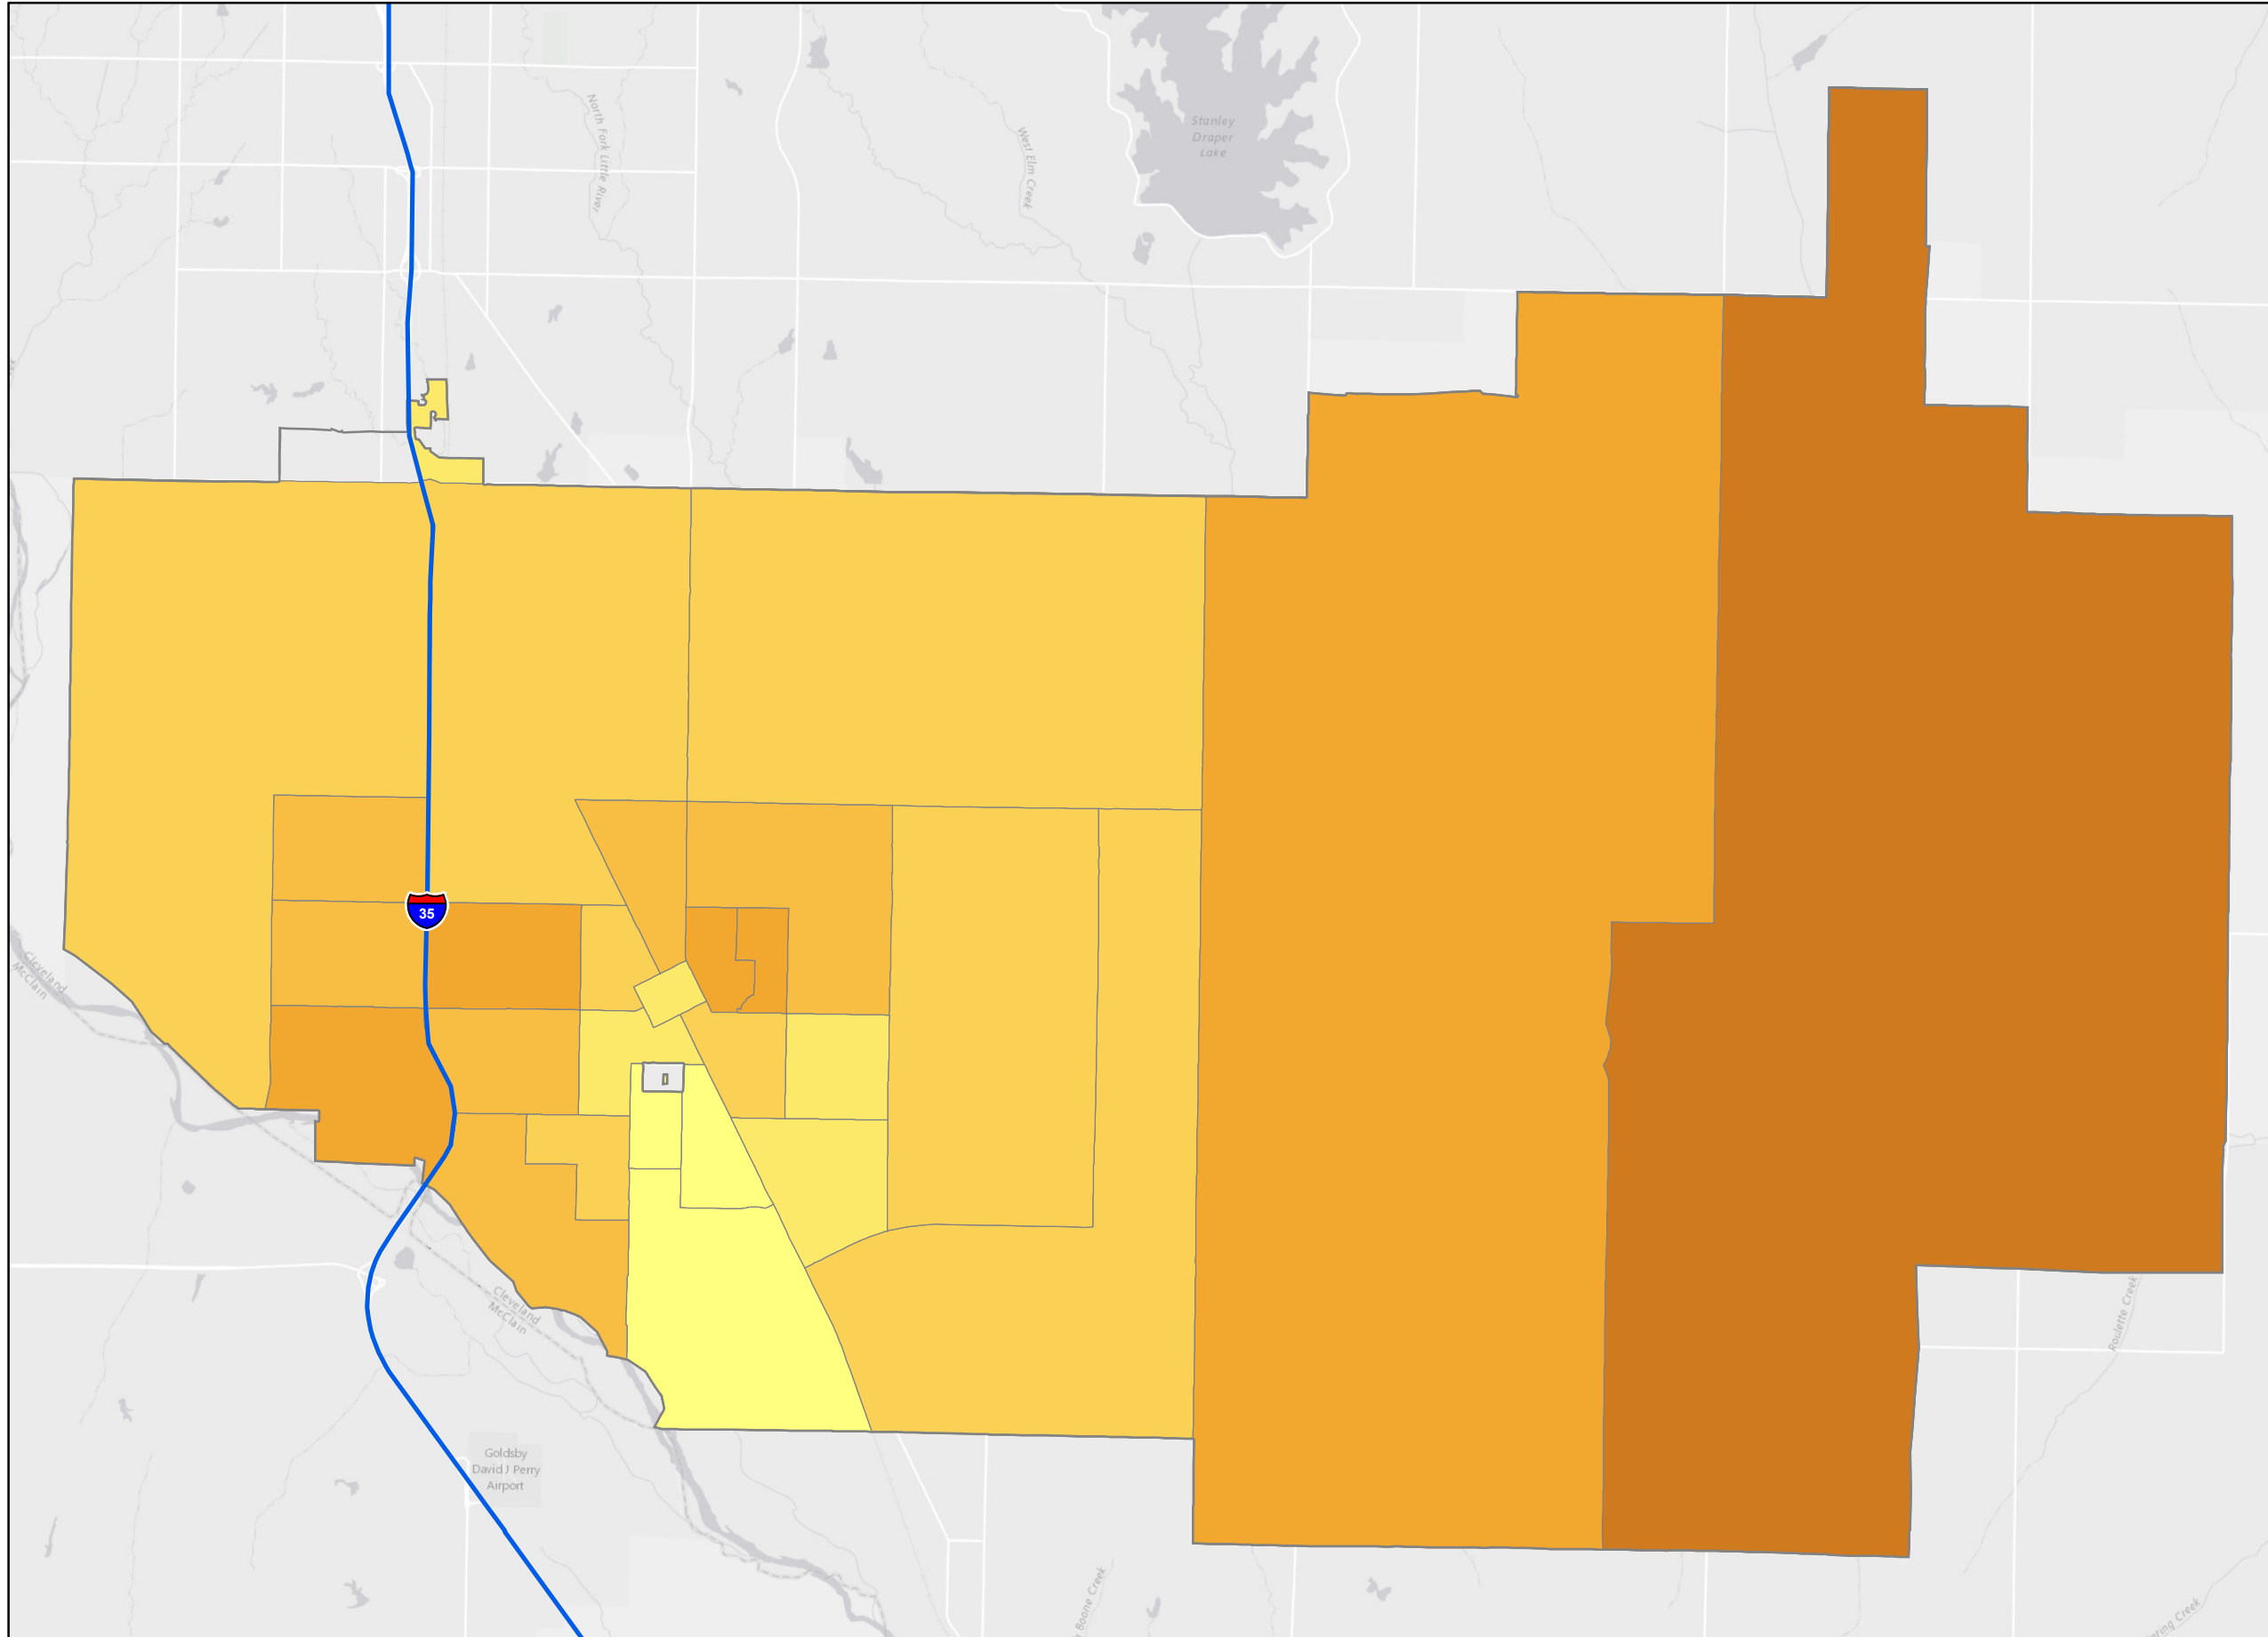 North Fork Little River
West Elm Creek
Stanley
Draper
Lake
35
Cleveland
McClain
Cleveland
McClain
Roulette Creek
Goldsby
David J Perry
Airport
Boone Creek
Creek